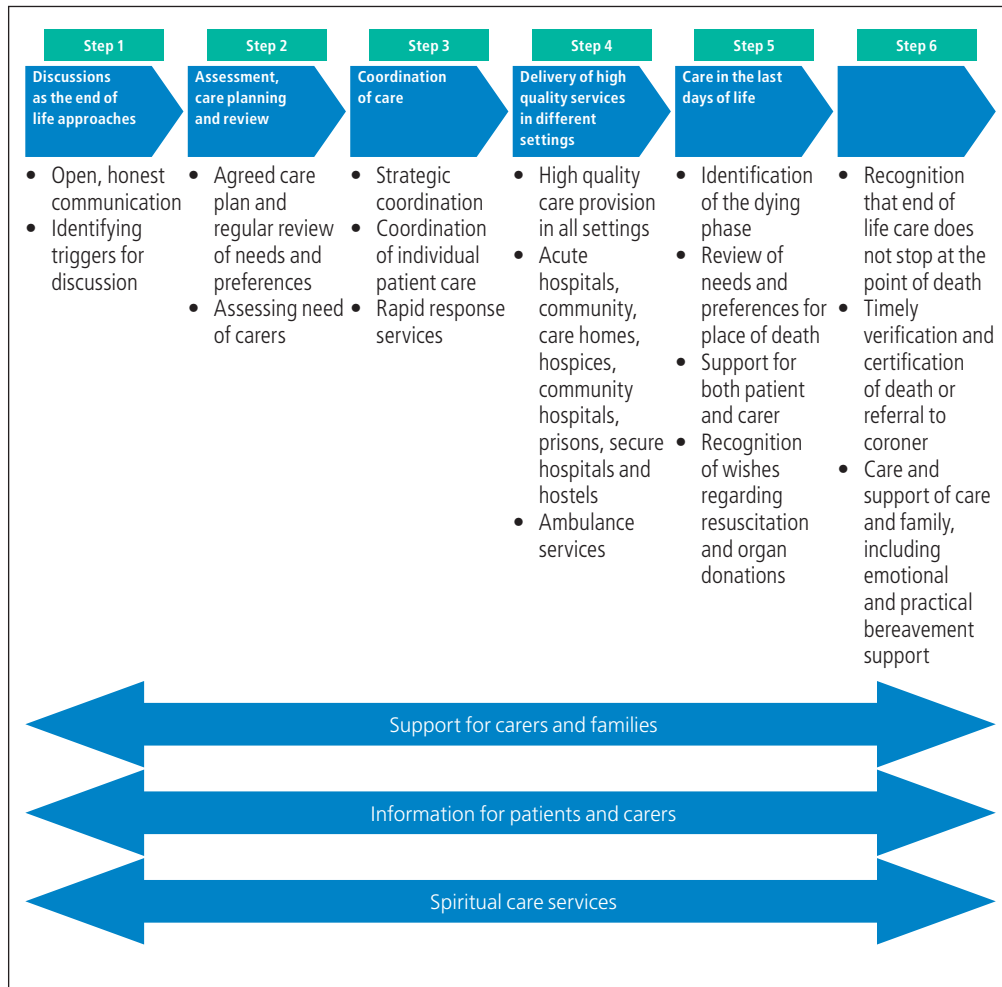 Step 1
Discussions
as the end of
life approaches
• Open, honest
communication
• Identifying
triggers for
discussion
Step 2
Assessment,
care planning
and review
• Agreed care
plan and
regular review
of needs and
preferences
• Assessing need
of carers
Step 3
Coordination
of care
• Strategic
coordination
• Coordination
of individual
patient care
• Rapid response
services
Step 4
Delivery of high
quality services
in different
settings
• High quality
care provision
in all settings
• Acute
hospitals,
community,
care homes,
hospices,
community
hospitals,
prisons, secure
hospitals and
hostels
• Ambulance
services
Step 5
Care in the last
days of life
• Identification
of the dying
phase
• Review of
needs and
preferences for
place of death
• Support for
both patient
and carer
• Recognition
of wishes
regarding
resuscitation
and organ
donations
Step 6
• Recognition
that end of
life care does
not stop at the
point of death
• Timely
verification and
certification
of death or
referral to
coroner
• Care and
support of care
and family,
including
emotional
and practical
bereavement
support
Support for carers and families
Information for patients and carers
Spiritual care services